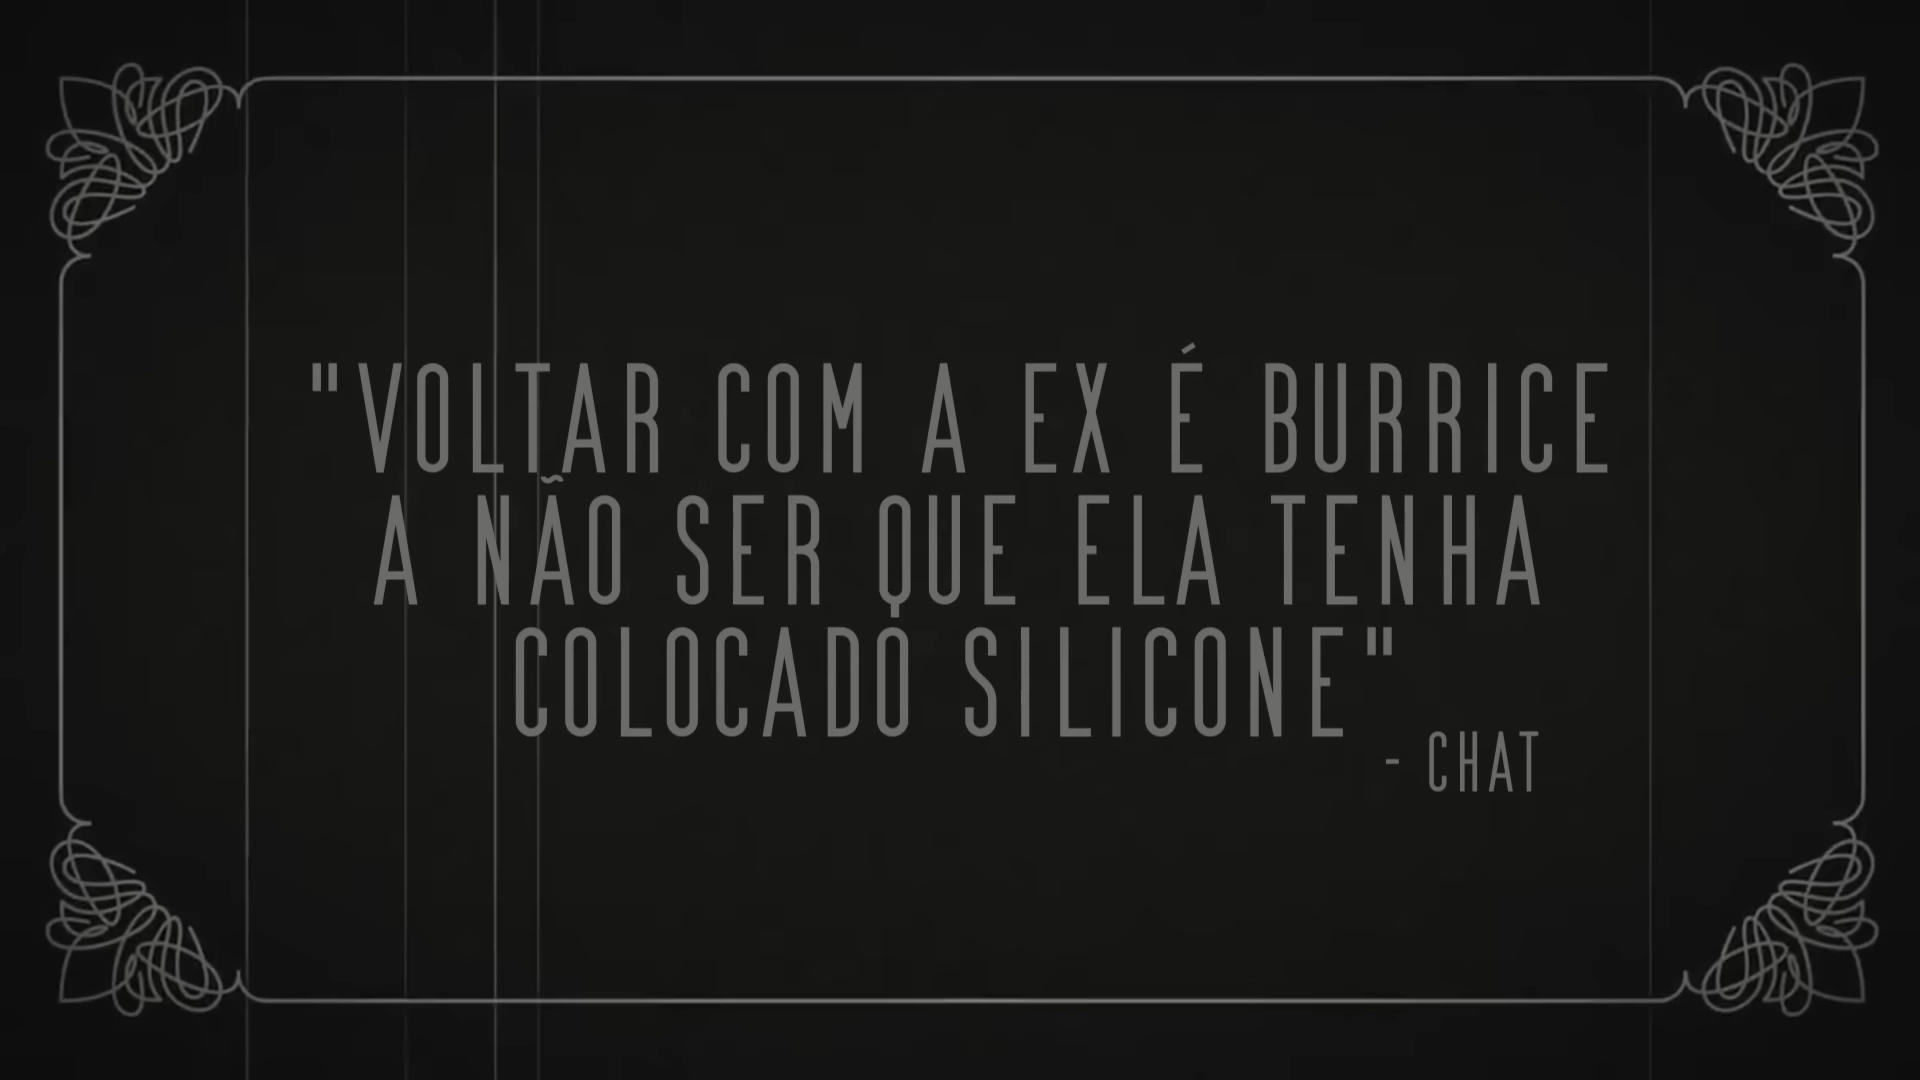 "VOLTAR COM A EX É BURRICE
A NÃO SER QUE ELA TENHA
COLOCADO SILICONE"
- CHAT